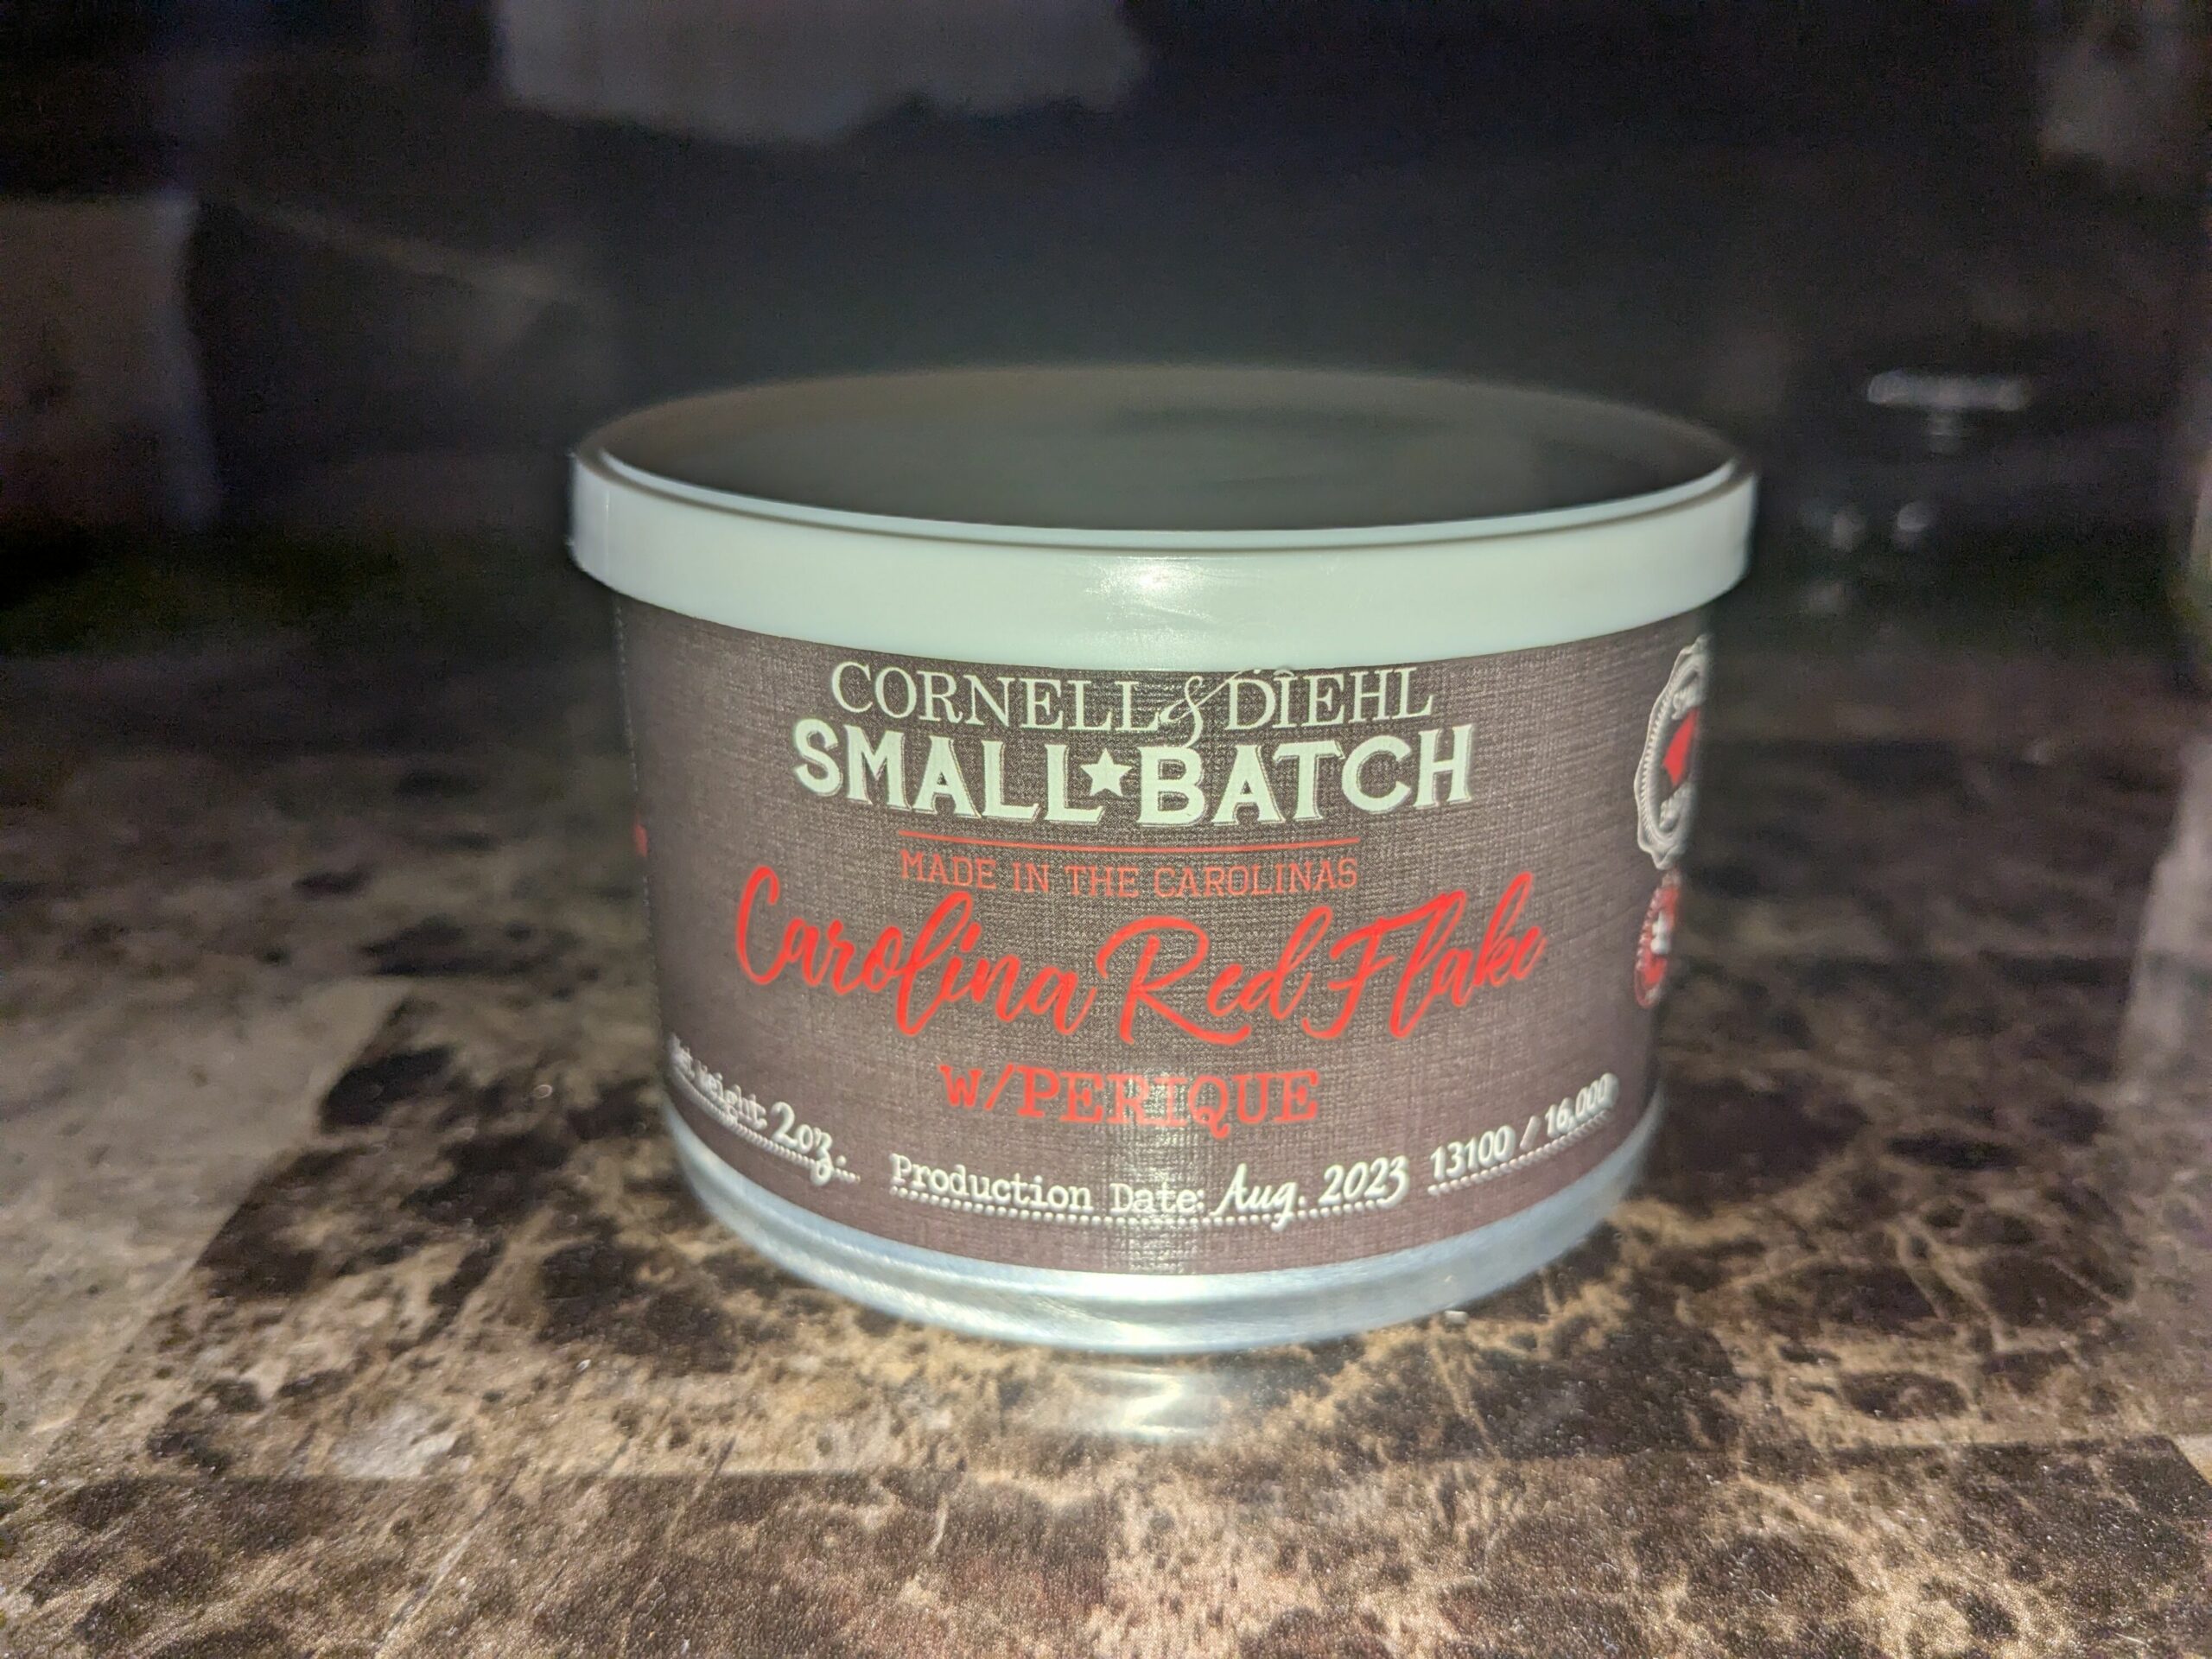 CORNELL & DIEHL
SMALL★BATCH
MADE IN THE CAROLINAS
Carolina Red Flake
W/PERIQUE
Net weight 2oz.
Production Date: Aug. 2023
13100 / 16,000